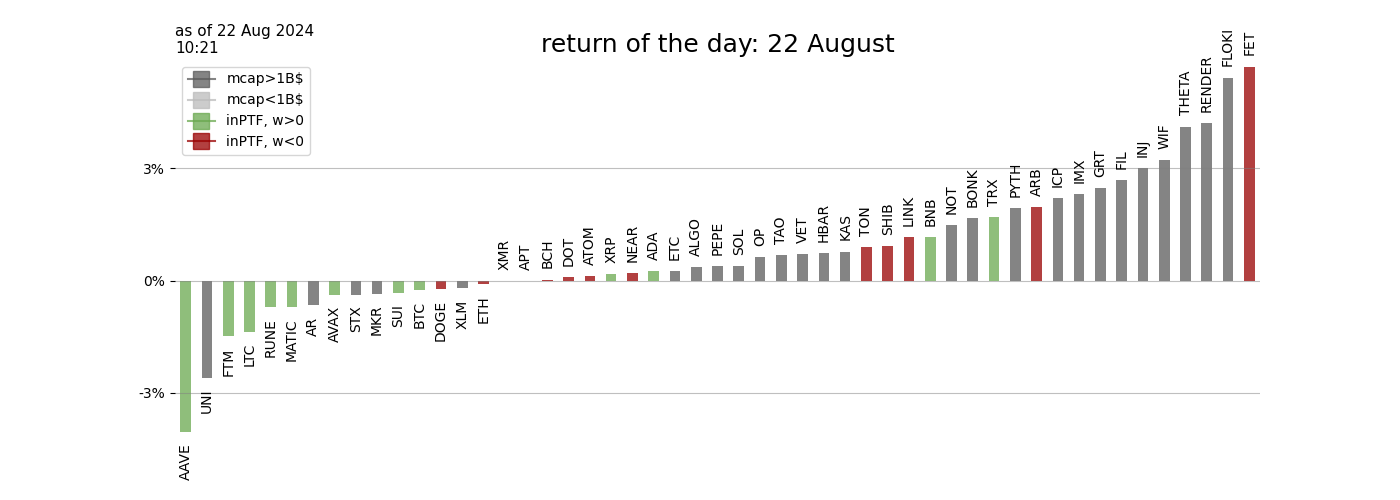 as of 22 Aug 2024
10:21
return of the day: 22 August
mcap>1B$
mcap<1B$
inPTF, w>0
inPTF, w<0
3%
0%
-3%
AAVE
UNI
FTM
LTC
RUNE
MATIC
AR
AVAX
STX
MKR
SUI
BTC
DOGE
XLM
ETH
XMR
APT
BCH
DOT
ATOM
XRP
NEAR
ADA
ETC
ALGO
PEPE
SOL
OP
TAO
VET
HBAR
KAS
TON
SHIB
LINK
BNB
NOT
BONK
TRX
PYTH
ARB
ICP
IMX
GRT
FIL
INJ
WIF
THETA
RENDER
FLOKI
FET